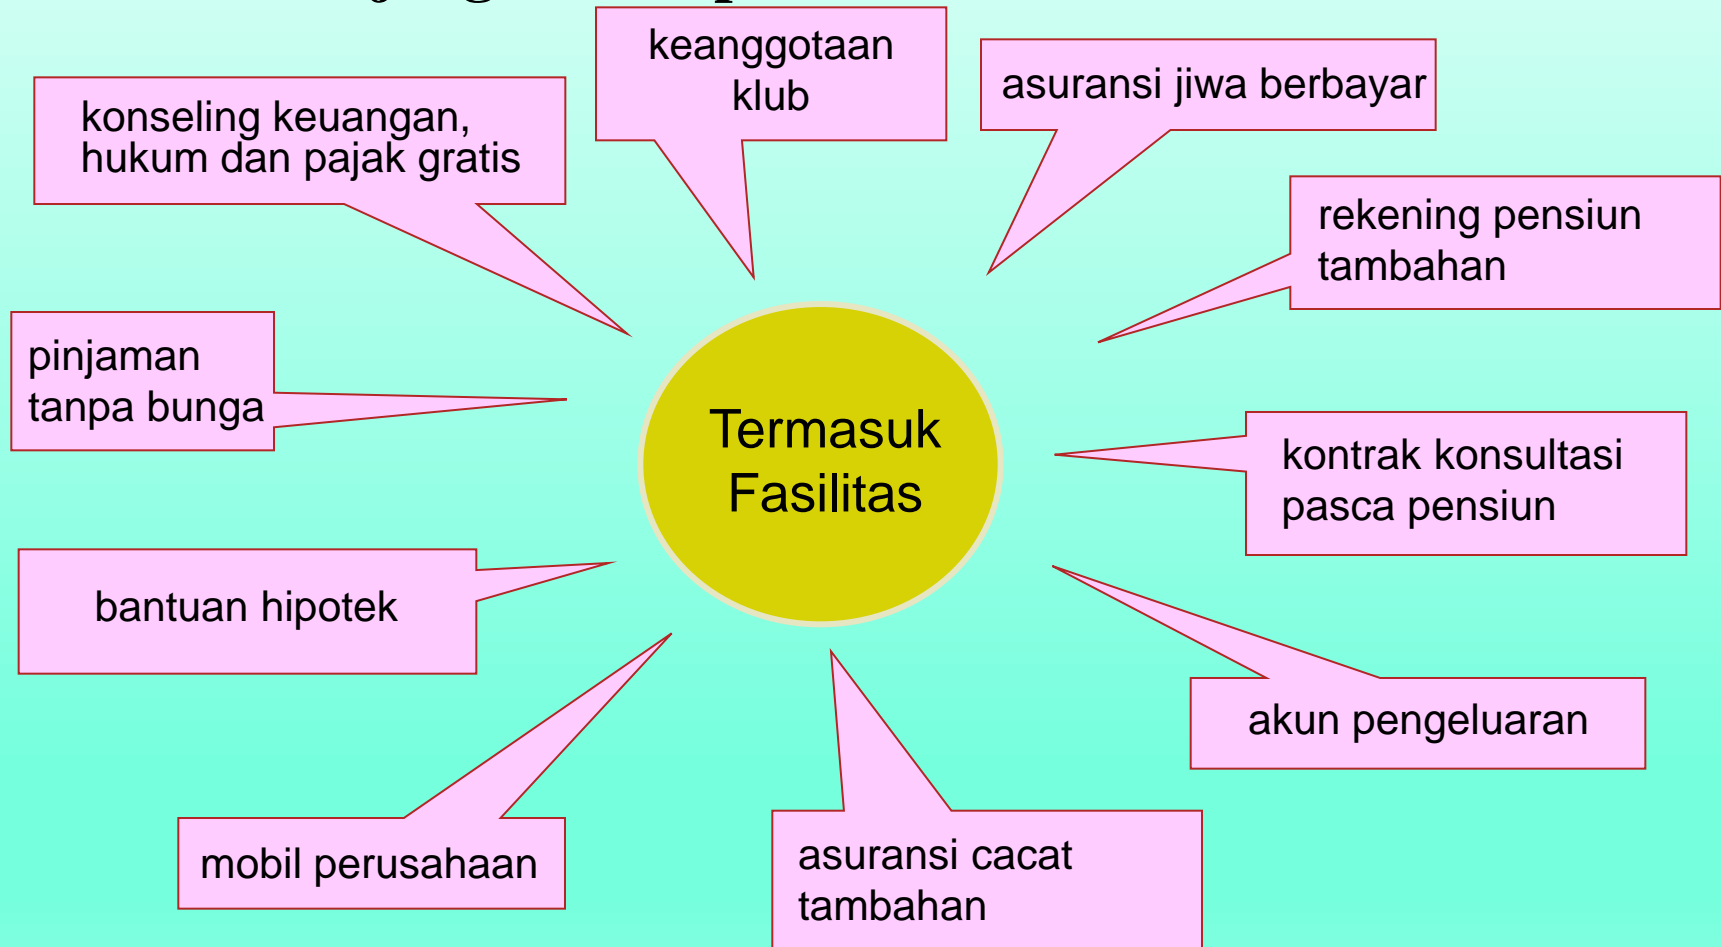 keanggotaan
klub
asuransi jiwa berbayar
konseling keuangan,
hukum dan pajak gratis
rekening pensiun
tambahan
pinjaman
tanpa bunga
Termasuk
Fasilitas
kontrak konsultasi
pasca pensiun
bantuan hipotek
akun pengeluaran
mobil perusahaan
asuransi cacat
tambahan